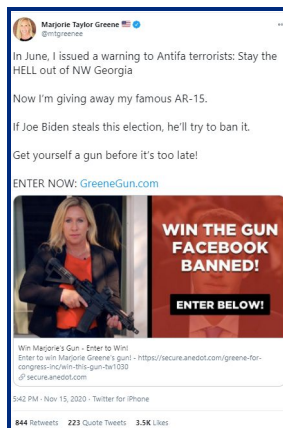 Marjorie Taylor Greene
@mtgreenee
In June, I issued a warning to Antifa terrorists: Stay the
HELL out of NW Georgia
Now I'm giving away my famous AR-15.
If Joe Biden steals this election, he'll try to ban it.
Get yourself a gun before it's too late!
ENTER NOW: GreeneGun.com
WIN THE GUN
FACEBOOK
BANNED!
ENTER BELOW!
Win Marjorie's Gun - Enter to Win!
Enter to win Marjorie Greene's gun! - https://secure.anedot.com/greene-for-
congress-inc/win-this-gun-tw1030
secure.anedot.com
5:42 PM · Nov 15, 2020 · Twitter for iPhone
844 Retweets 223 Quote Tweets 3.5K Likes